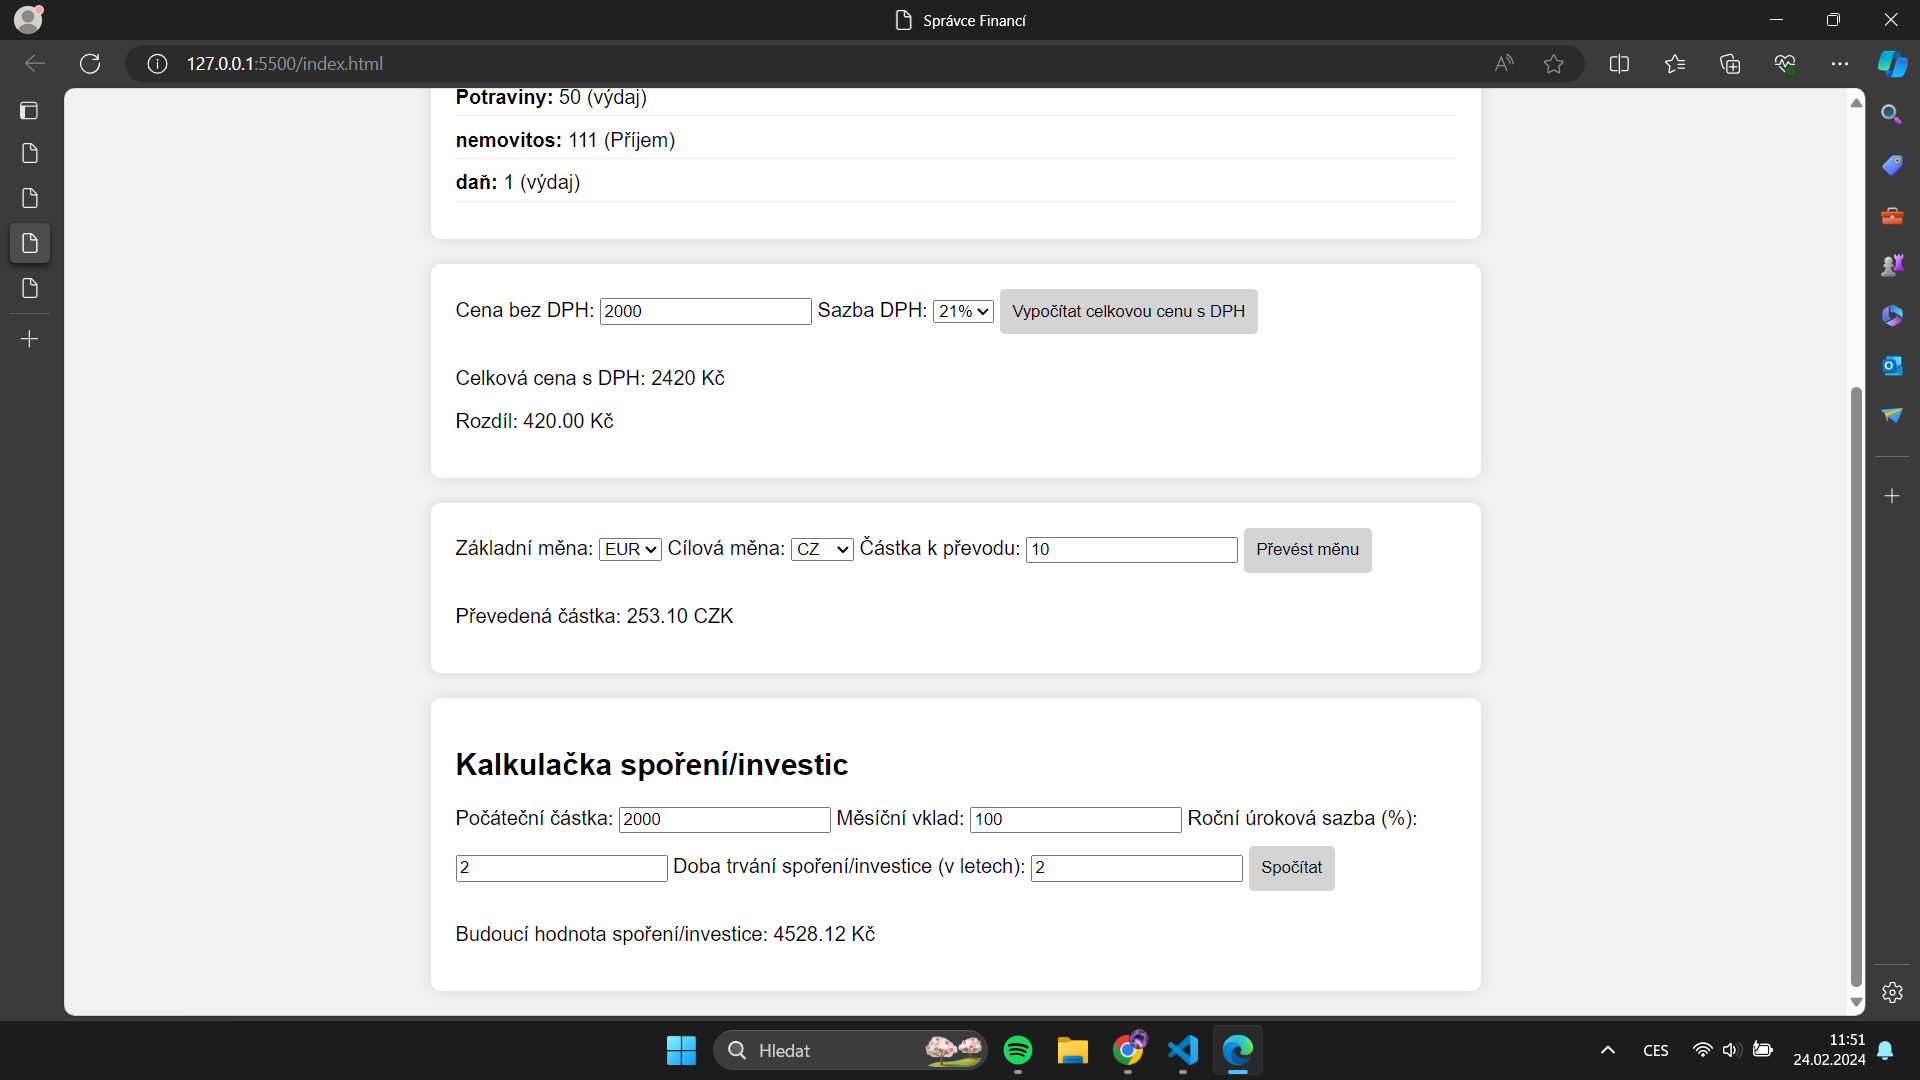 Správce Financí
127.0.0.1:5500/index.html
Potraviny: 50 (výdaj)
nemovitos: 111 (Příjem)
daň: 1 (výdaj)
Cena bez DPH: 2000 Sazba DPH: 21% Vypočítat celkovou cenu s DPH
Celková cena s DPH: 2420 Kč
Rozdíl: 420.00 Kč
Základní měna: EUR Cílová měna: CZ Částka k převodu: 10 Převést měnu
Převedená částka: 253.10 CZK
Kalkulačka spoření/investic
Počáteční částka: 2000 Měsíční vklad: 100 Roční úroková sazba (%):
2 Doba trvání spoření/investice (v letech): 2 Spočítat
Budoucí hodnota spoření/investice: 4528.12 Kč
Hledat
CES
11:51
24.02.2024